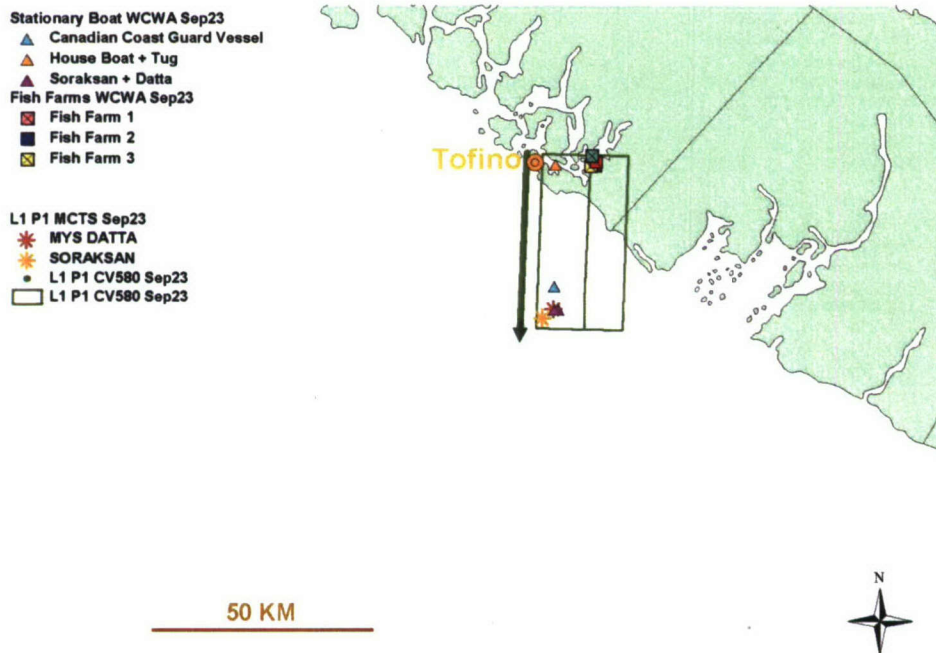 Stationary Boat WCWA Sep23
Canadian Coast Guard Vessel
House Boat + Tug
Soraksan + Datta
Fish Farms WCWA Sep23
Fish Farm 1
Fish Farm 2
Fish Farm 3
L1 P1 MCTS Sep23
MYS DATTA
SORAKSAN
L1 P1 CV580 Sep23
L1 P1 CV580 Sep23
Tofino
50 KM
N